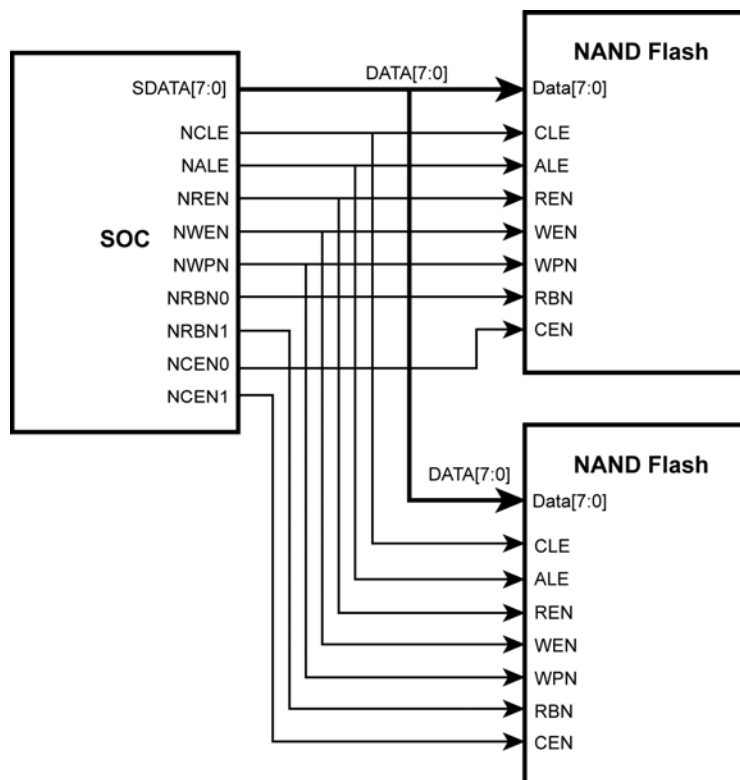 SOC
SDATA[7:0]
NCLE
NALE
NREN
NWEN
NWPN
NRBN0
NRBN1
NCEN0
NCEN1
DATA[7:0]
NAND Flash
Data[7:0]
CLE
ALE
REN
WEN
WPN
RBN
CEN
DATA[7:0]
NAND Flash
Data[7:0]
CLE
ALE
REN
WEN
WPN
RBN
CEN